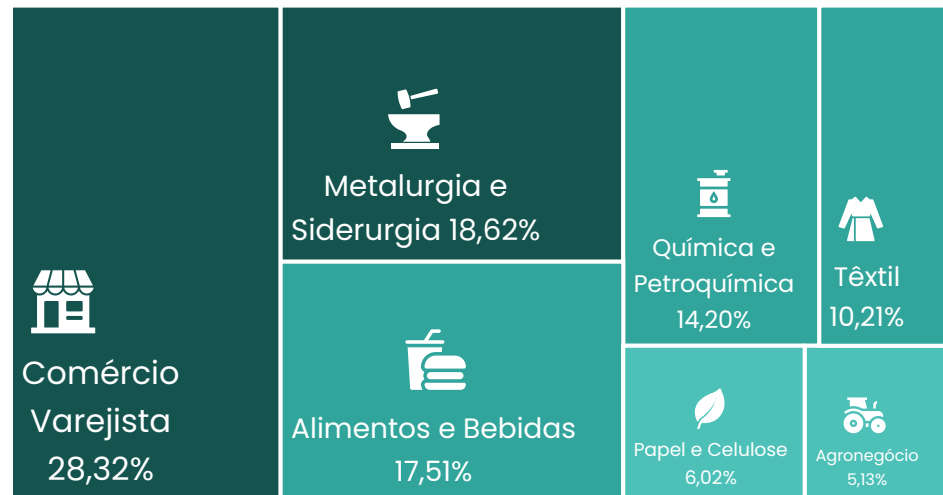 Comércio
Varejista
28,32%
Metalurgia e
Siderurgia 18,62%
Alimentos e Bebidas
17,51%
Química e
Petroquímica
14,20%
Têxtil
10,21%
Papel e Celulose
6,02%
Agronegócio
5,13%